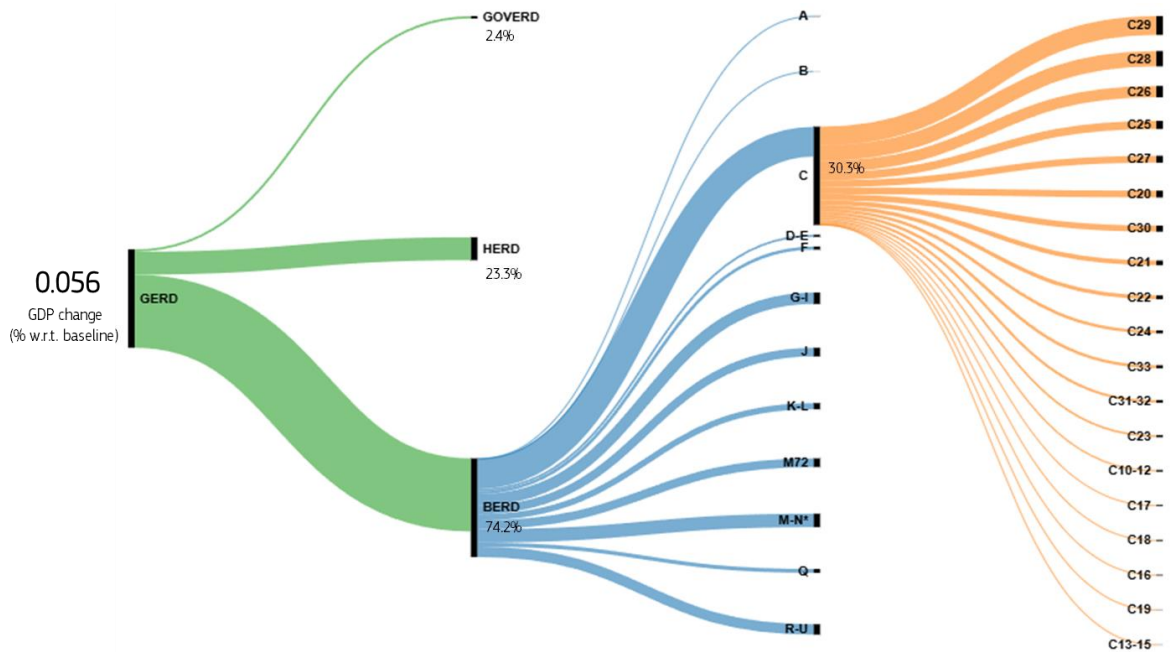 0.056
GDP change
(% w.r.t. baseline)
GERD
GOVERD
2.4%
HERD
23.3%
BERD
74.2%
A
B
C
30.3%
D-E
F
G-I
J
K-L
M72
M-N*
Q
R-U
C29
C28
C26
C25
C27
C20
C30
C21
C22
C24
C33
C31-32
C23
C10-12
C17
C18
C16
C19
C13-15